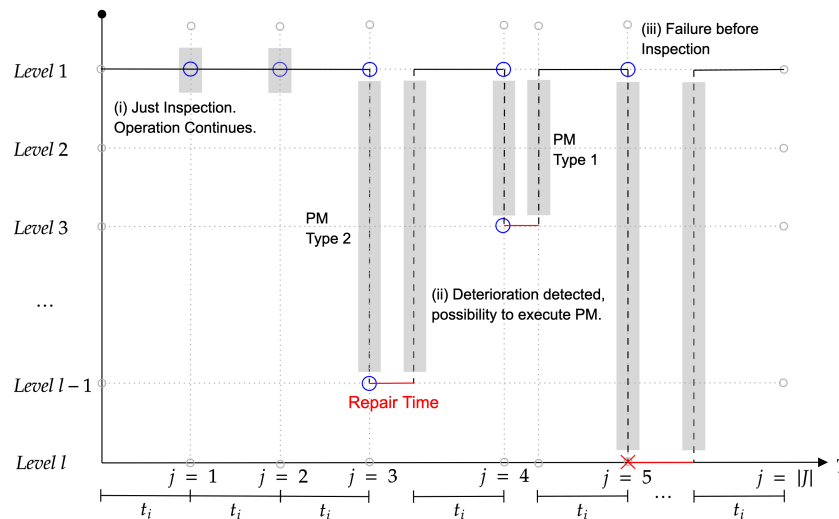 (iii) Failure before
Inspection
Level 1
(i) Just Inspection.
Operation Continues.
Level 2
PM
Type 1
Level 3
PM
Type 2
(ii) Deterioration detected,
possibility to execute PM.
...
Level l − 1
Repair Time
Level l
j = 1
j = 2
j = 3
j = 4
j = 5
j = |J|
t_i
t_i
t_i
t_i
t_i
...
t_i